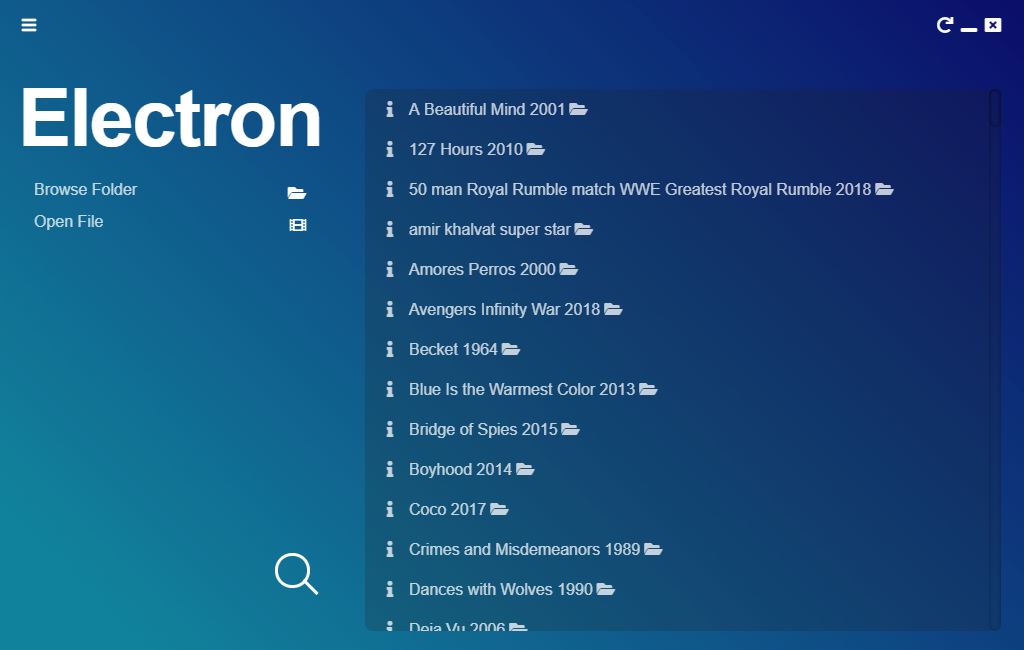 Electron
Browse Folder
Open File
A Beautiful Mind 2001
127 Hours 2010
50 man Royal Rumble match WWE Greatest Royal Rumble 2018
amir khalvat super star
Amores Perros 2000
Avengers Infinity War 2018
Becket 1964
Blue Is the Warmest Color 2013
Bridge of Spies 2015
Boyhood 2014
Coco 2017
Crimes and Misdemeanors 1989
Dances with Wolves 1990
Deja Vu 2006